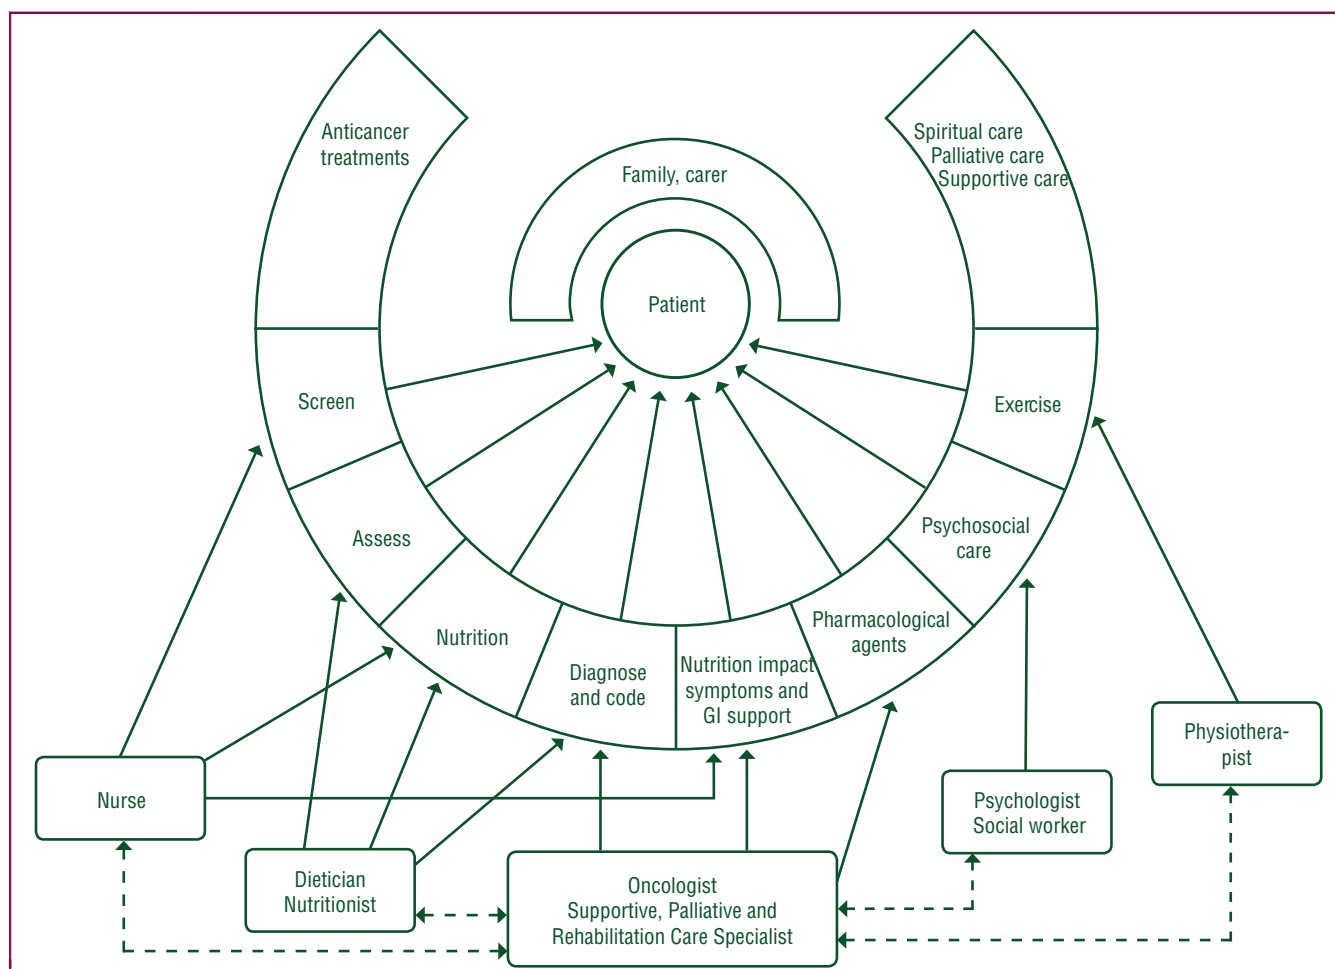 Anticancer
treatments
Spiritual care
Palliative care
Supportive care
Family, carer
Patient
Screen
Exercise
Assess
Psychosocial
care
Nutrition
Diagnose
and code
Nutrition impact
symptoms and
GI support
Pharmacological
agents
Nurse
Dietician
Nutritionist
Oncologist
Supportive, Palliative and
Rehabilitation Care Specialist
Psychologist
Social worker
Physiothera-
pist